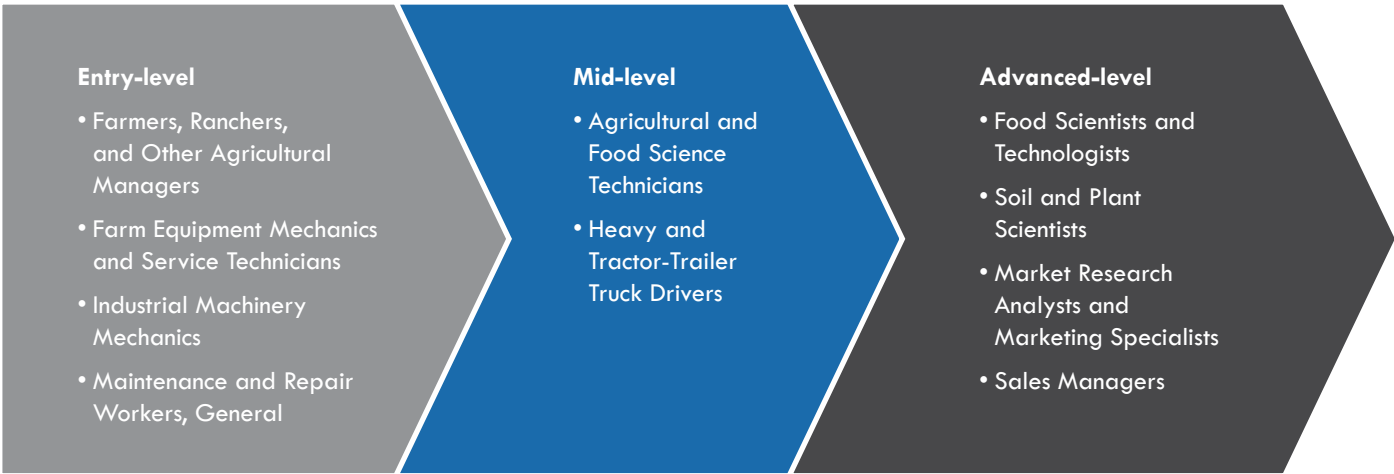 Entry-level
• Farmers, Ranchers,
and Other Agricultural
Managers
• Farm Equipment Mechanics
and Service Technicians
• Industrial Machinery
Mechanics
• Maintenance and Repair
Workers, General
Mid-level
• Agricultural and
Food Science
Technicians
• Heavy and
Tractor-Trailer
Truck Drivers
Advanced-level
• Food Scientists and
Technologists
• Soil and Plant
Scientists
• Market Research
Analysts and
Marketing Specialists
• Sales Managers